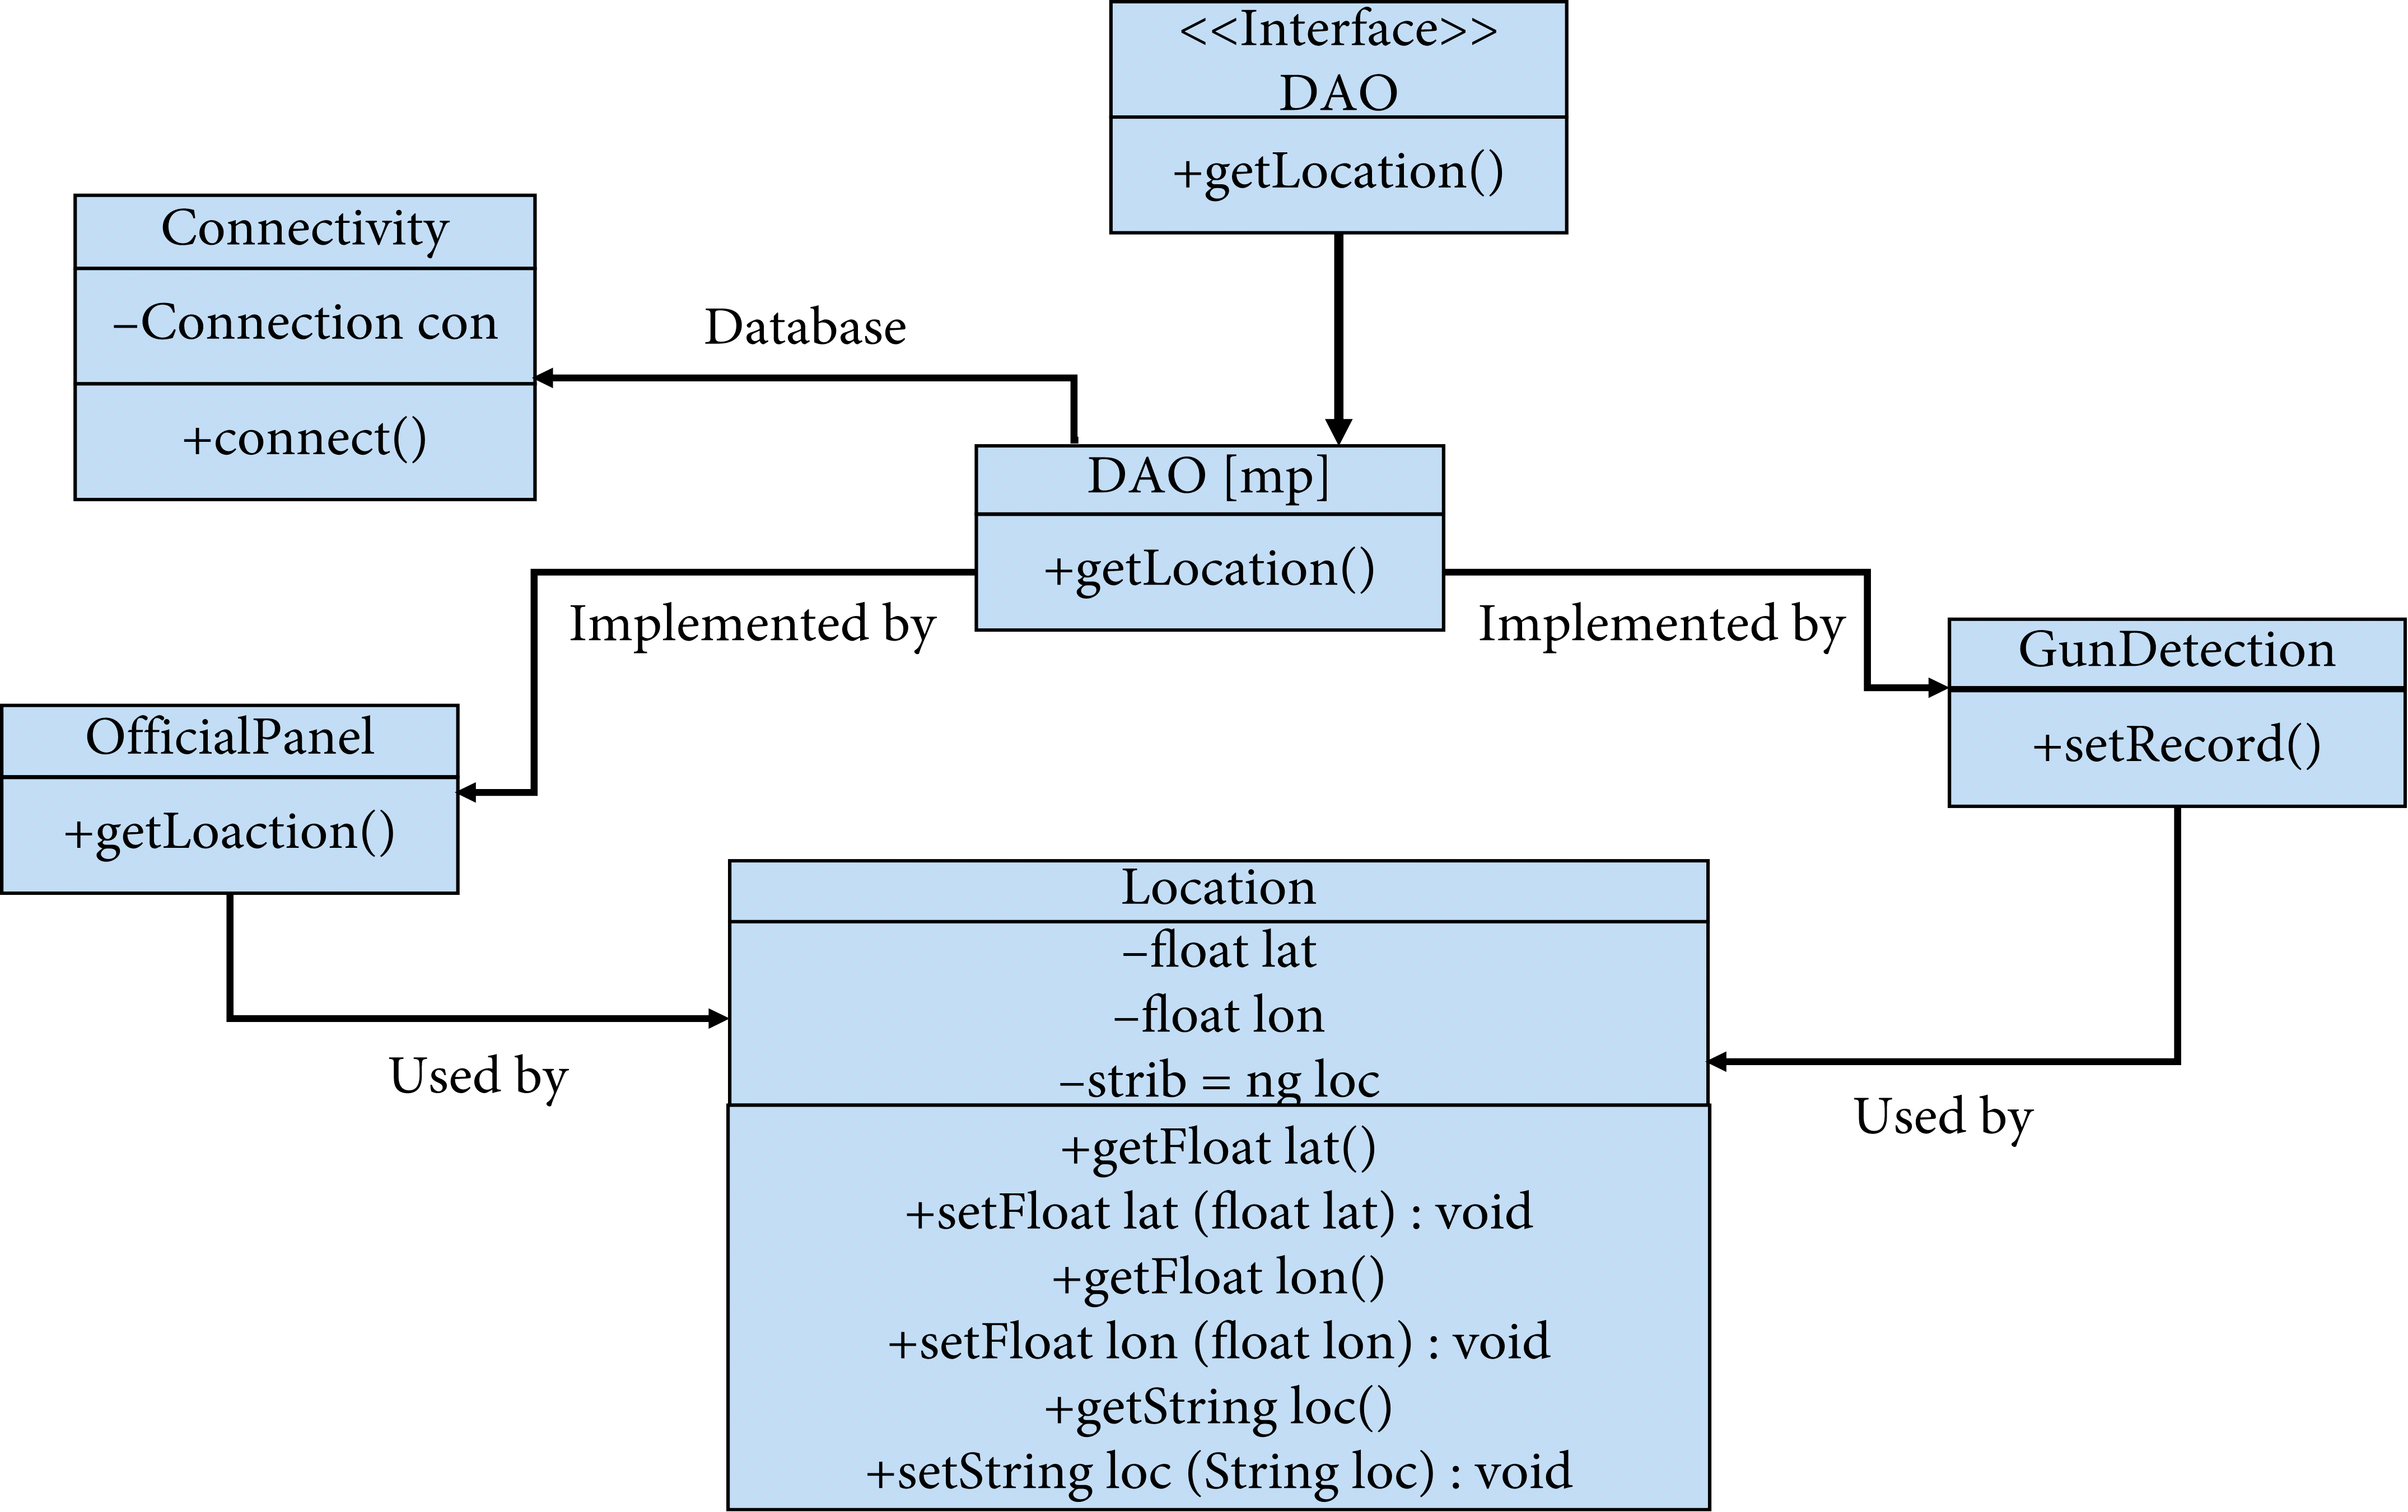 <<Interface>>
DAO
+getLocation()
Connectivity
–Connection con
+connect()
Database
DAO [mp]
+getLocation()
Implemented by
Implemented by
GunDetection
+setRecord()
OfficialPanel
+getLoaction()
Used by
Used by
Location
–float lat
–float lon
–strib = ng loc
+getFloat lat()
+setFloat lat (float lat) : void
+getFloat lon()
+setFloat lon (float lon) : void
+getString loc()
+setString loc (String loc) : void